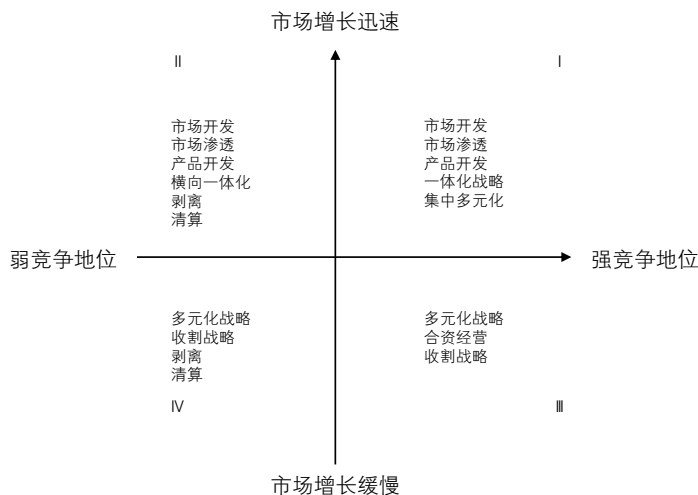 市场增长迅速
Ⅱ
Ⅰ
市场开发
市场渗透
产品开发
横向一体化
剥离
清算
市场开发
市场渗透
产品开发
一体化战略
集中多元化
弱竞争地位
强竞争地位
多元化战略
收割战略
剥离
清算
多元化战略
合资经营
收割战略
Ⅳ
Ⅲ
市场增长缓慢